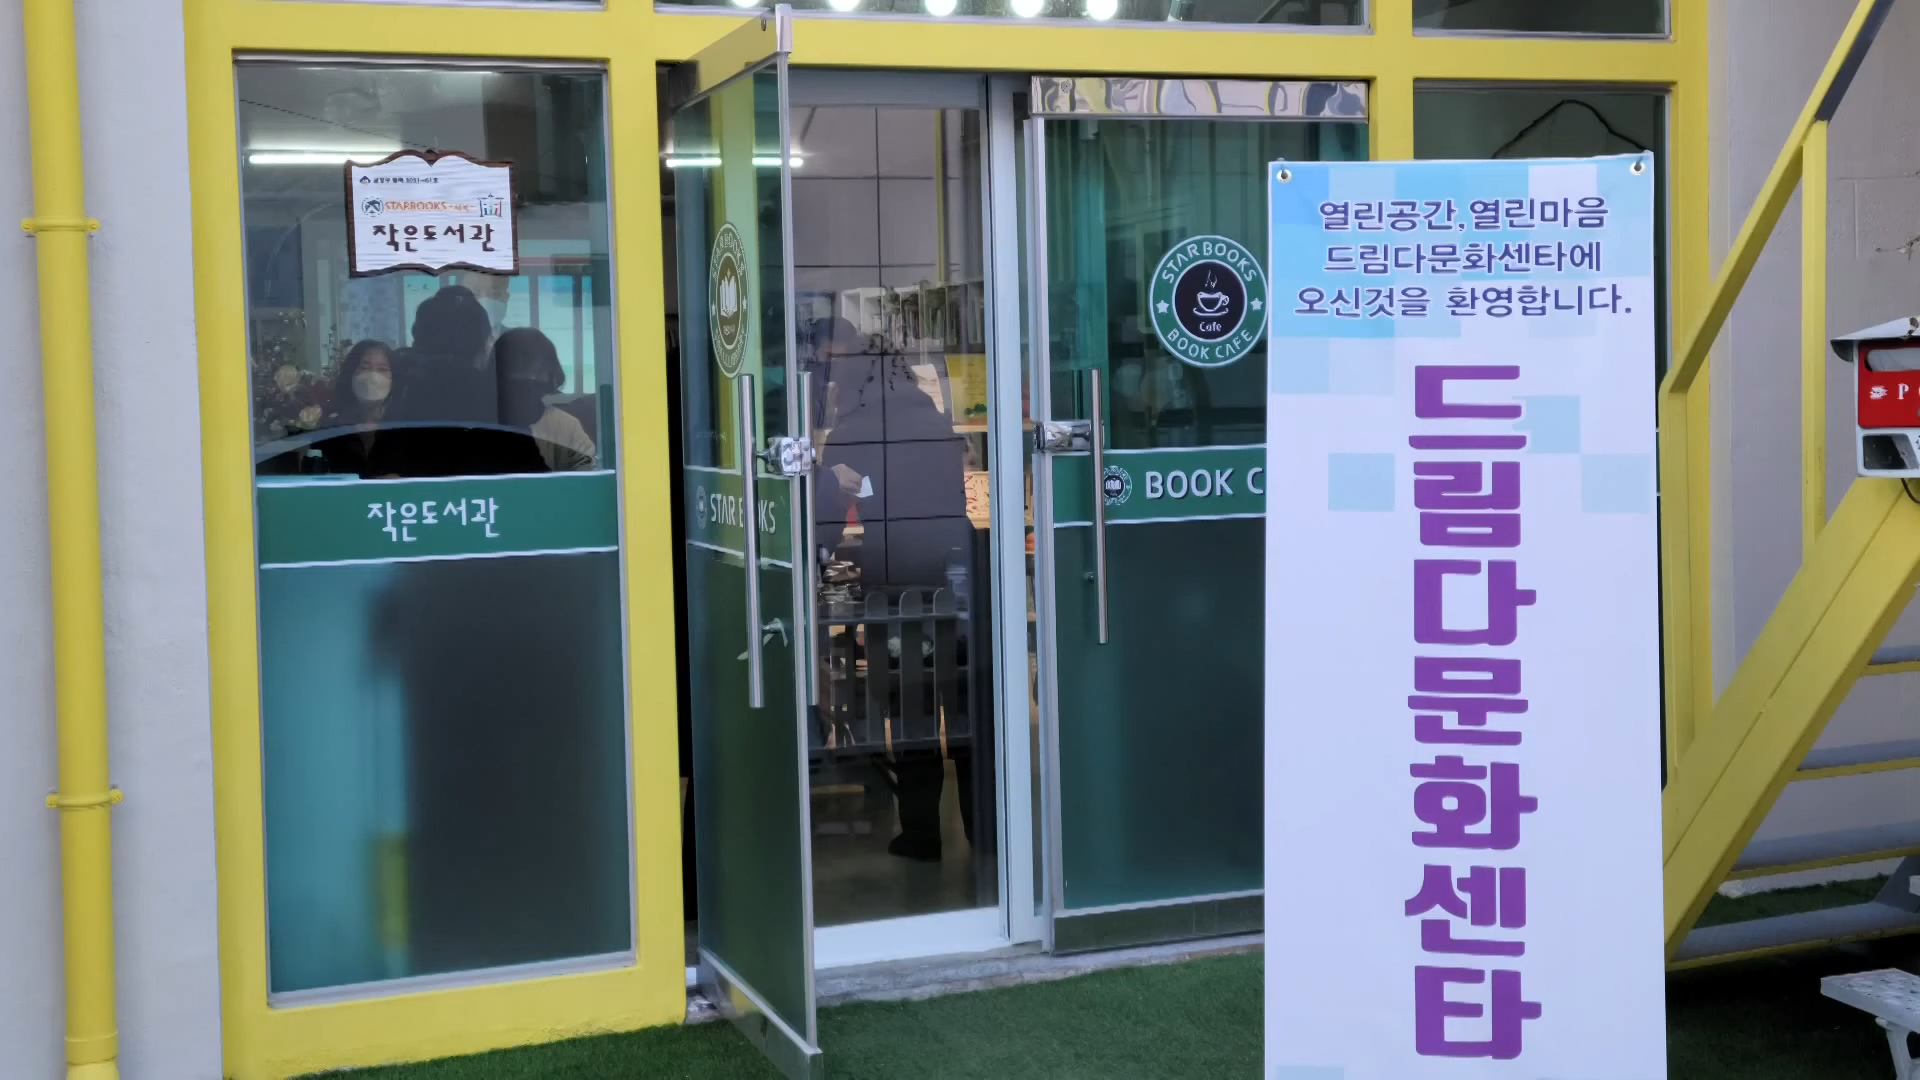 STARBOOKS
작은도서관
작은도서관
STARBOOKS
STAR BOOKS
STARBOOKS
Cafe
BOOK CAFE
BOOK C
열린공간,열린마음
드림다문화센타에
오신것을 환영합니다.
드림다문화센타
P